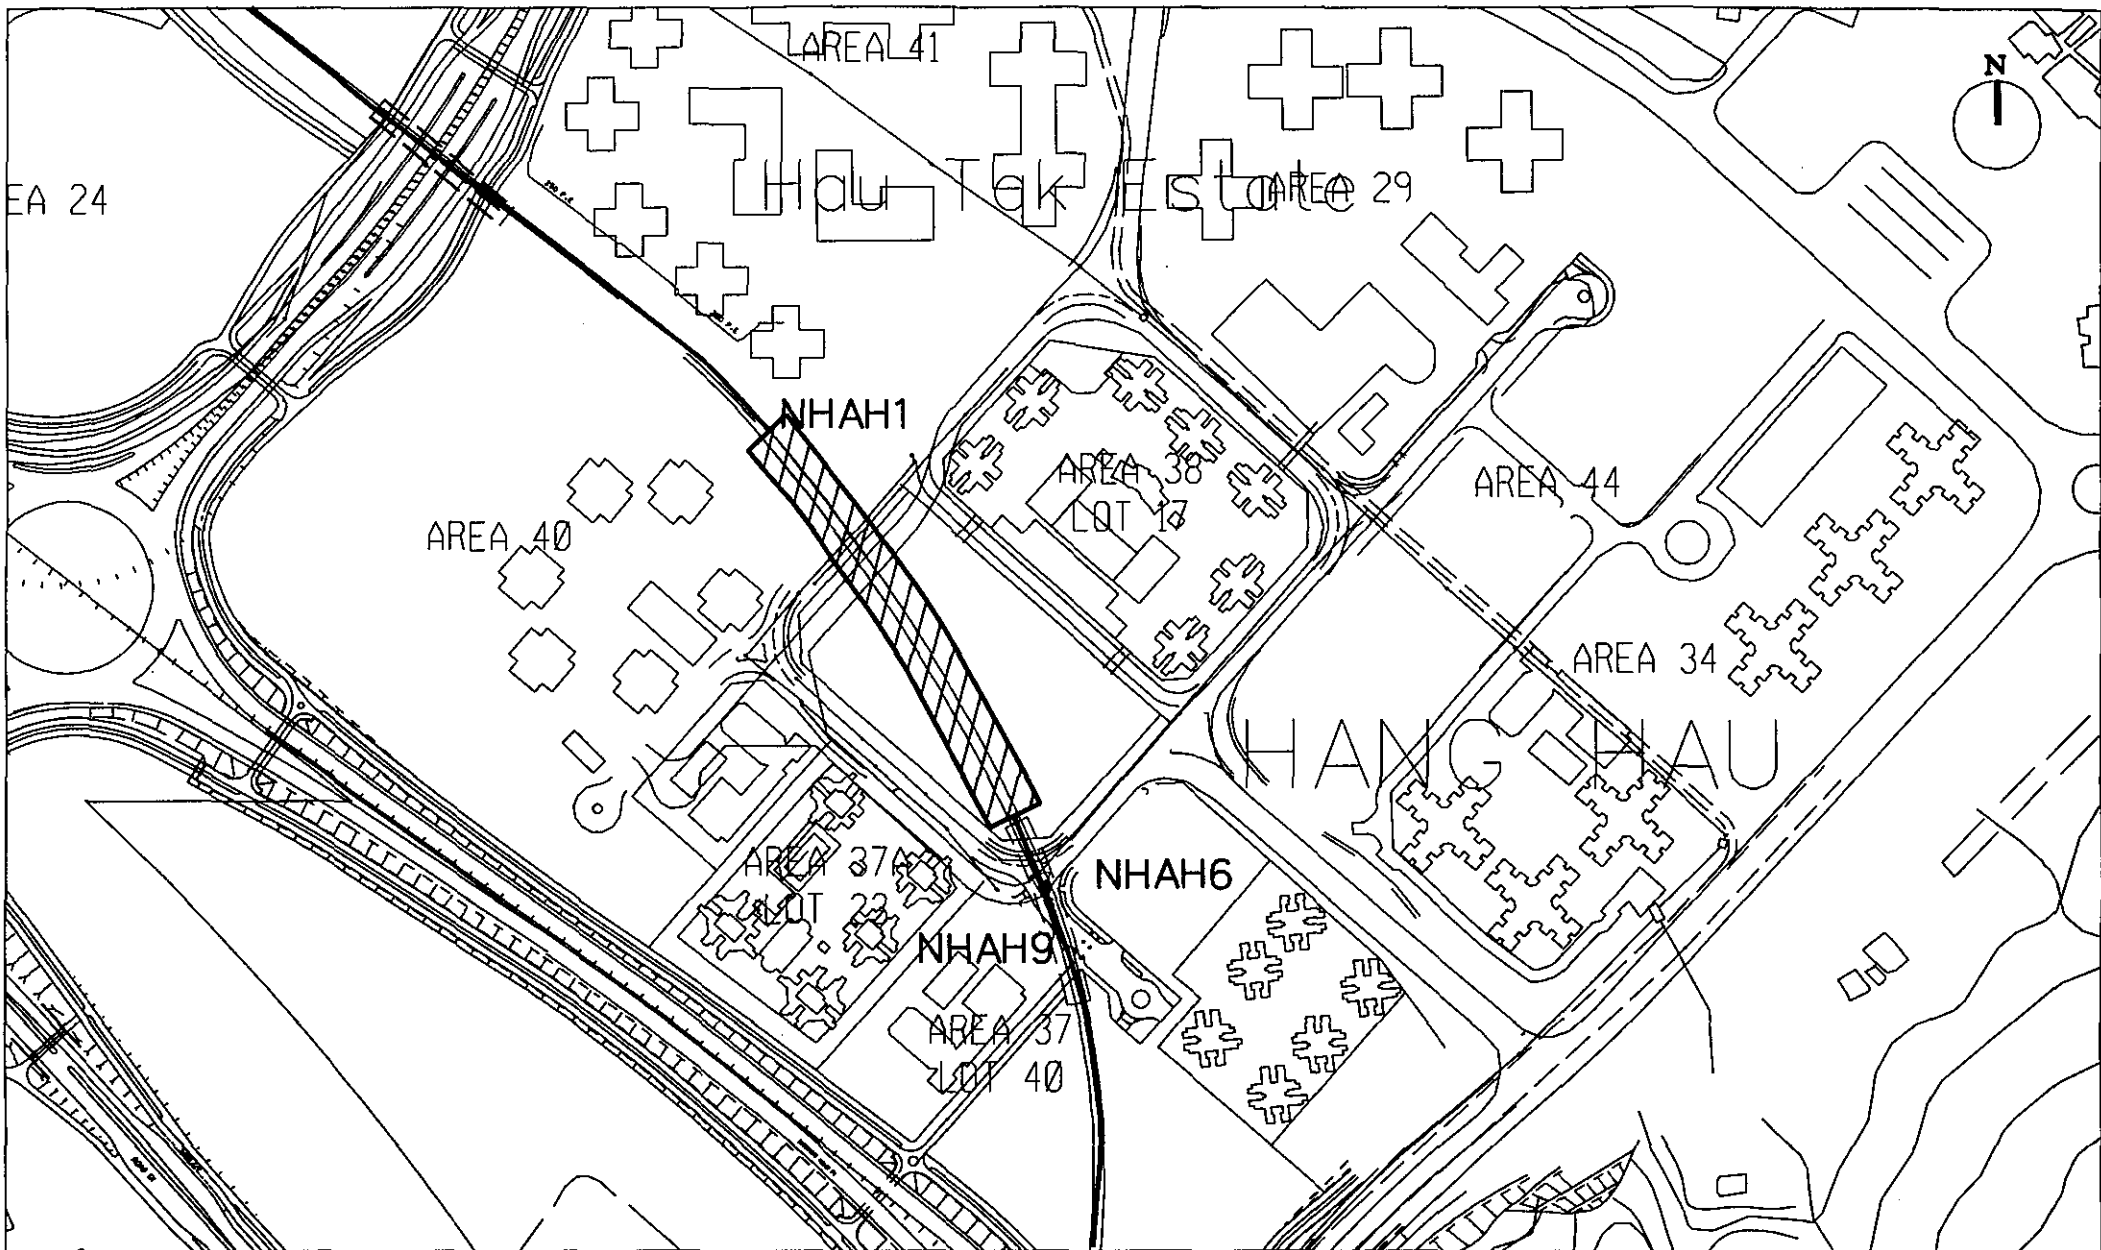 AREA 41
N
Hau Tak Estate
AREA 29
EA 24
NHAH1
AREA 38
LOT 17
AREA 44
AREA 40
AREA 34
HANG HAU
AREA 37A
LOT 23
NHAH6
NHAH9
AREA 37
LOT 40